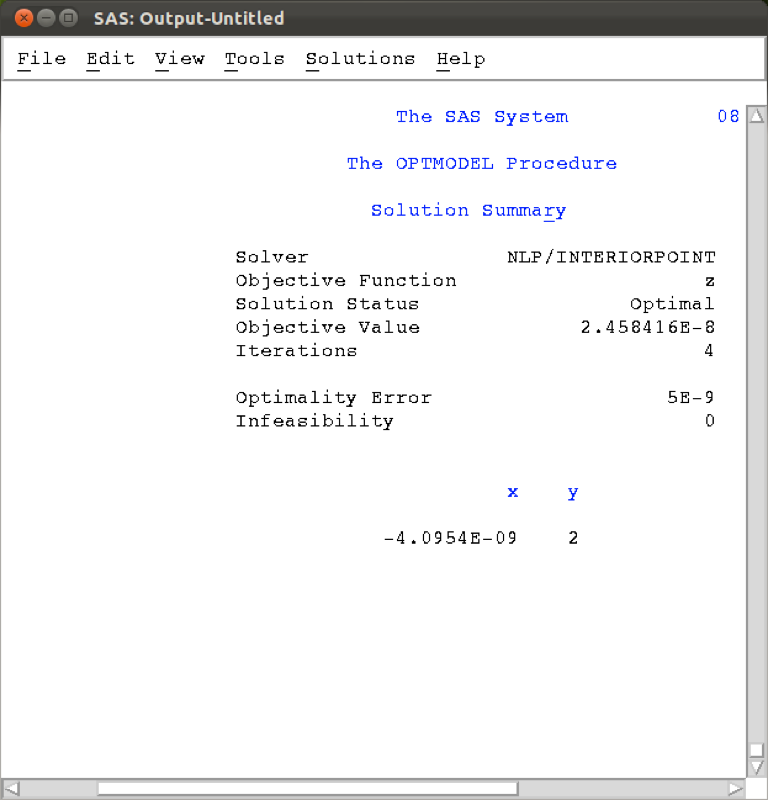 SAS: Output-Untitled
File Edit View Tools Solutions Help
The SAS System 08
The OPTMODEL Procedure
Solution Summary
Solver NLP/INTERIORPOINT
Objective Function z
Solution Status Optimal
Objective Value 2.458416E-8
Iterations 4
Optimality Error 5E-9
Infeasibility 0
x y
-4.0954E-09 2